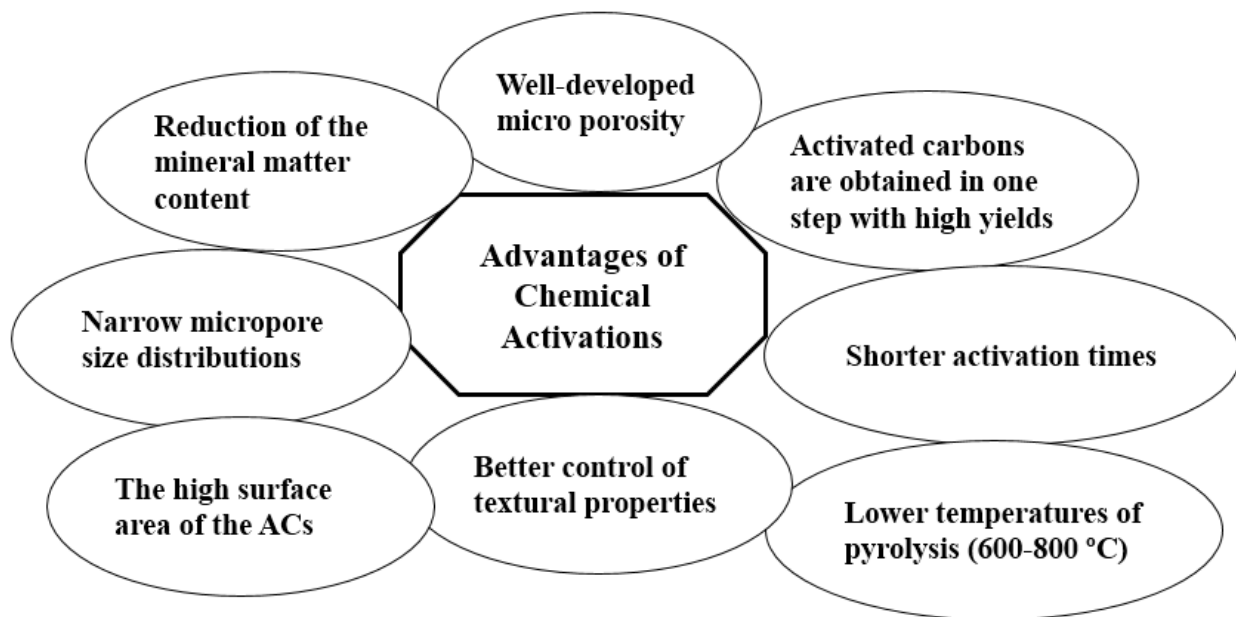 Well-developed
micro porosity
Reduction of the
mineral matter
content
Activated carbons
are obtained in one
step with high yields
Advantages of
Chemical
Activations
Narrow micropore
size distributions
Shorter activation times
The high surface
area of the ACs
Better control of
textural properties
Lower temperatures of
pyrolysis (600-800 °C)